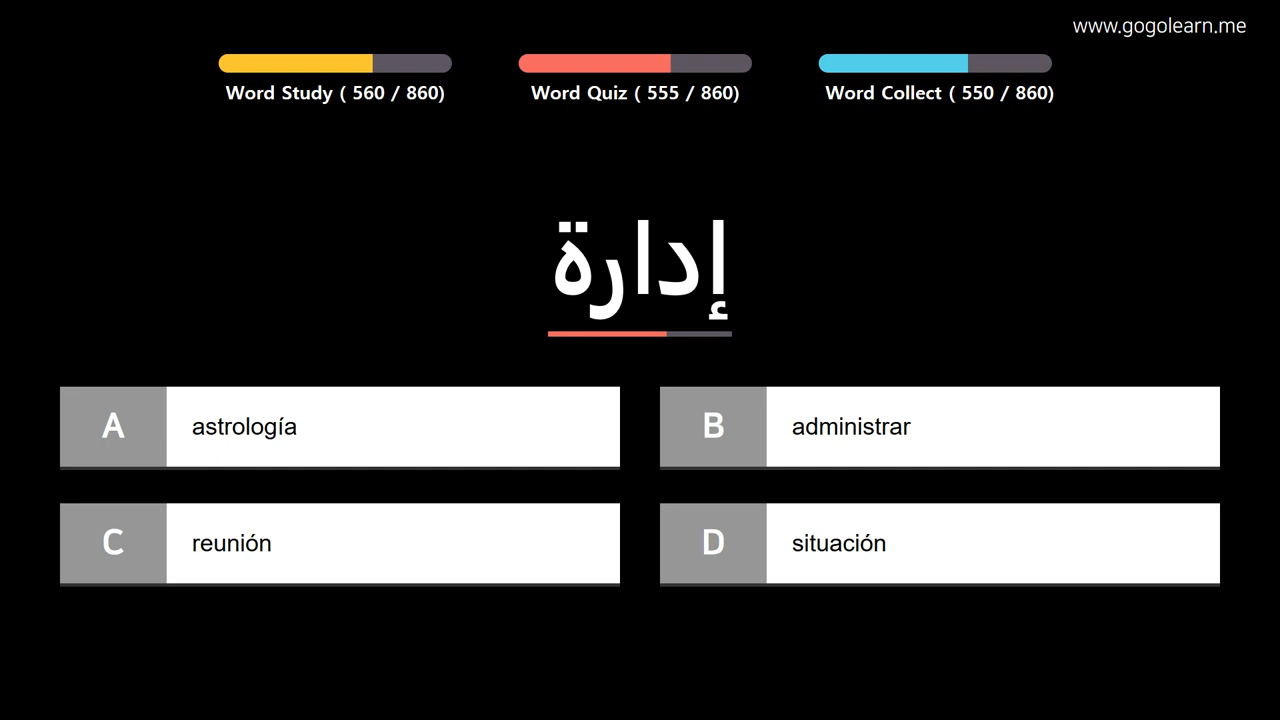 www.gogolearn.me
Word Study ( 560 / 860)
Word Quiz ( 555 / 860)
Word Collect ( 550 / 860)
إدارة
A astrología
B administrar
C reunión
D situación